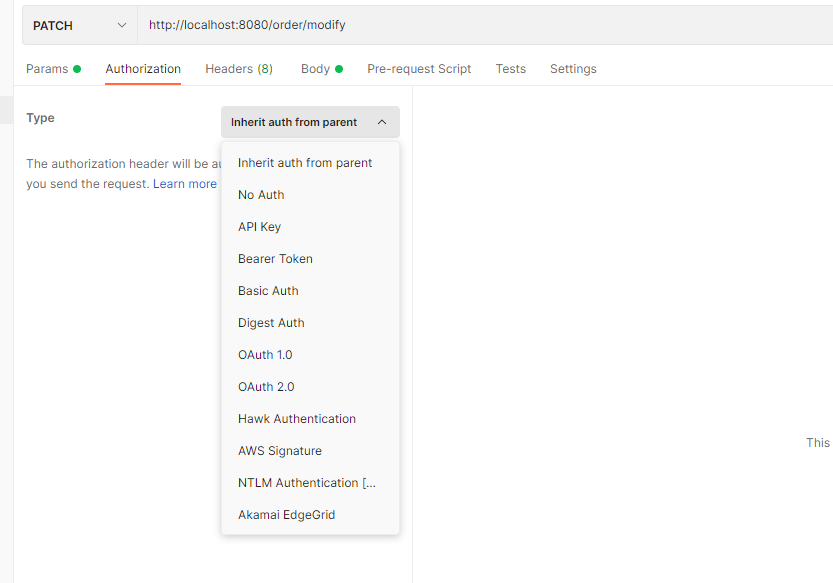 PATCH http://localhost:8080/order/modify
Params Authorization Headers (8) Body Pre-request Script Tests Settings
Type Inherit auth from parent
The authorization header will be
you send the request. Learn more
Inherit auth from parent
No Auth
API Key
Bearer Token
Basic Auth
Digest Auth
OAuth 1.0
OAuth 2.0
Hawk Authentication
AWS Signature
NTLM Authentication [...
Akamai EdgeGrid
This